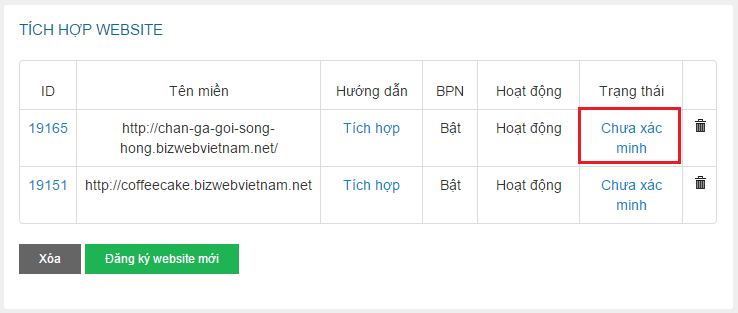 TÍCH HỢP WEBSITE
ID Tên miền Hướng dẫn BPN Hoạt động Trạng thái
19165 http://chan-ga-goi-song- Tích hợp Bật Hoạt động Chưa xác
hong.bizwebvietnam.net/ minh
19151 http://coffeecake.bizwebvietnam.net Tích hợp Bật Hoạt động Chưa xác
minh
Xóa Đăng ký website mới